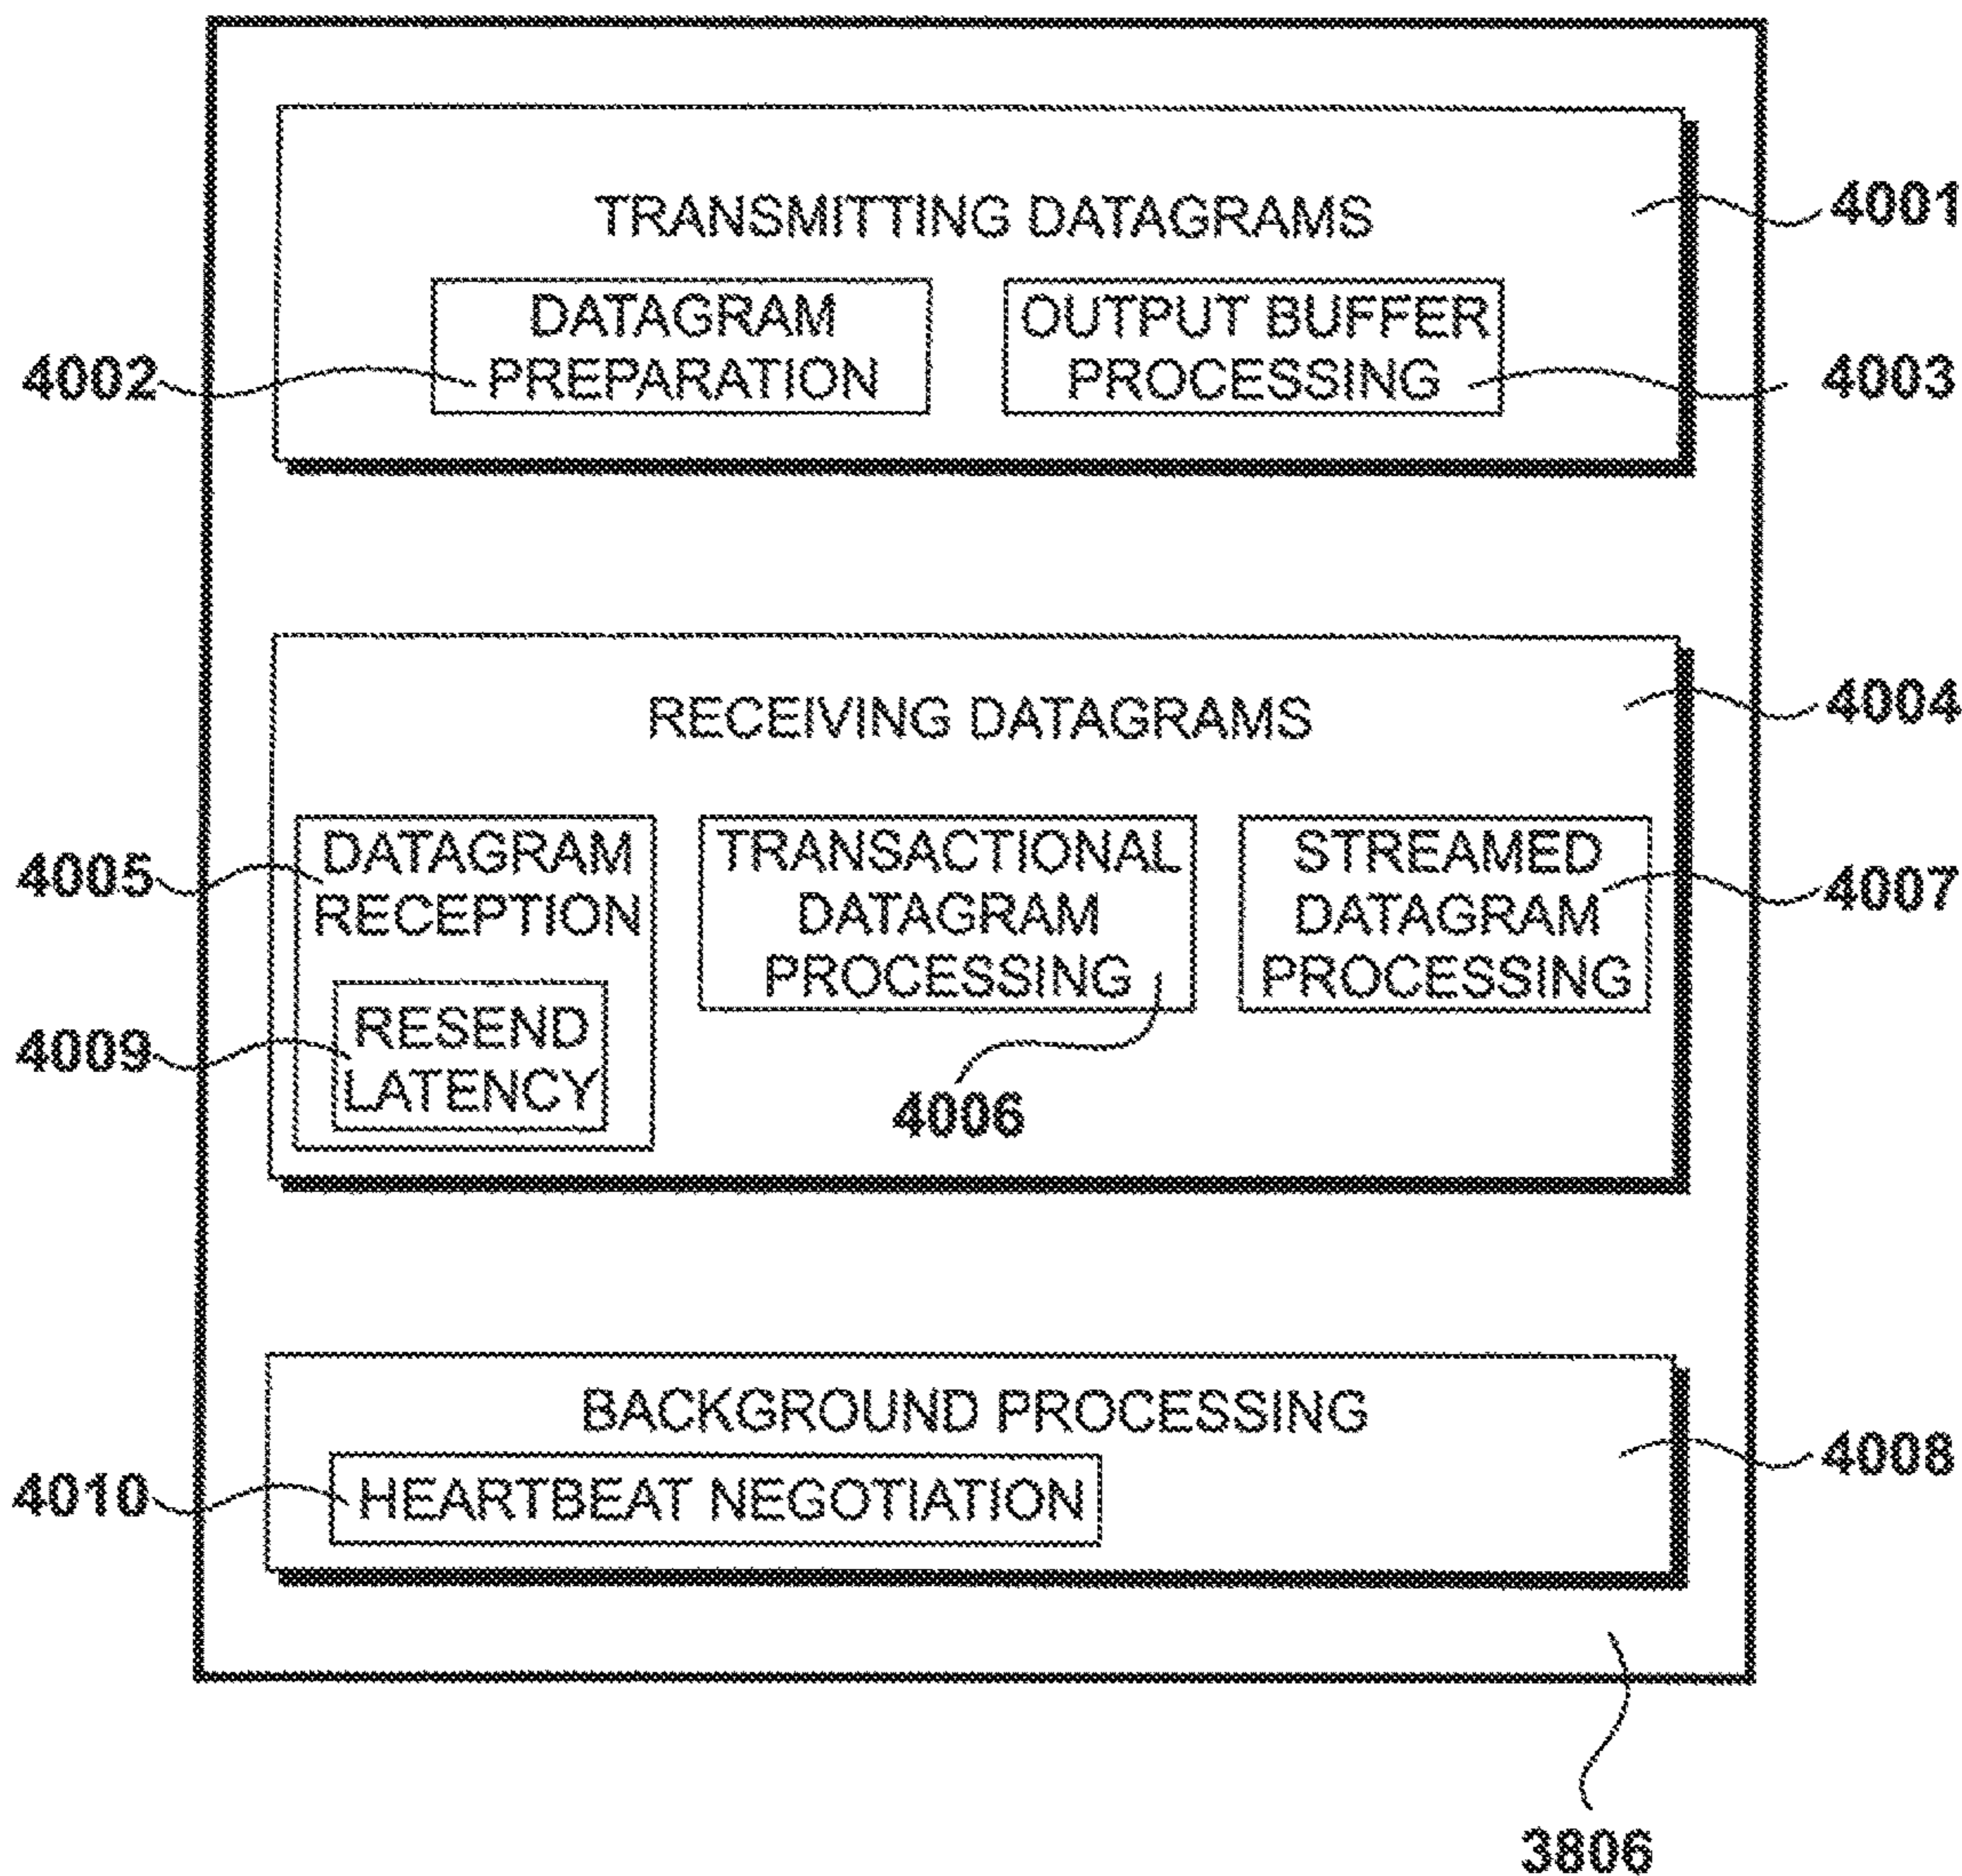 TRANSMITTING DATAGRAMS
4001
DATAGRAM
PREPARATION
4002
OUTPUT BUFFER
PROCESSING
4003
RECEIVING DATAGRAMS
4004
DATAGRAM
RECEPTION
4005
RESEND
LATENCY
4009
TRANSACTIONAL
DATAGRAM
PROCESSING
4006
STREAMED
DATAGRAM
PROCESSING
4007
BACKGROUND PROCESSING
4008
HEARTBEAT NEGOTIATION
4010
3806